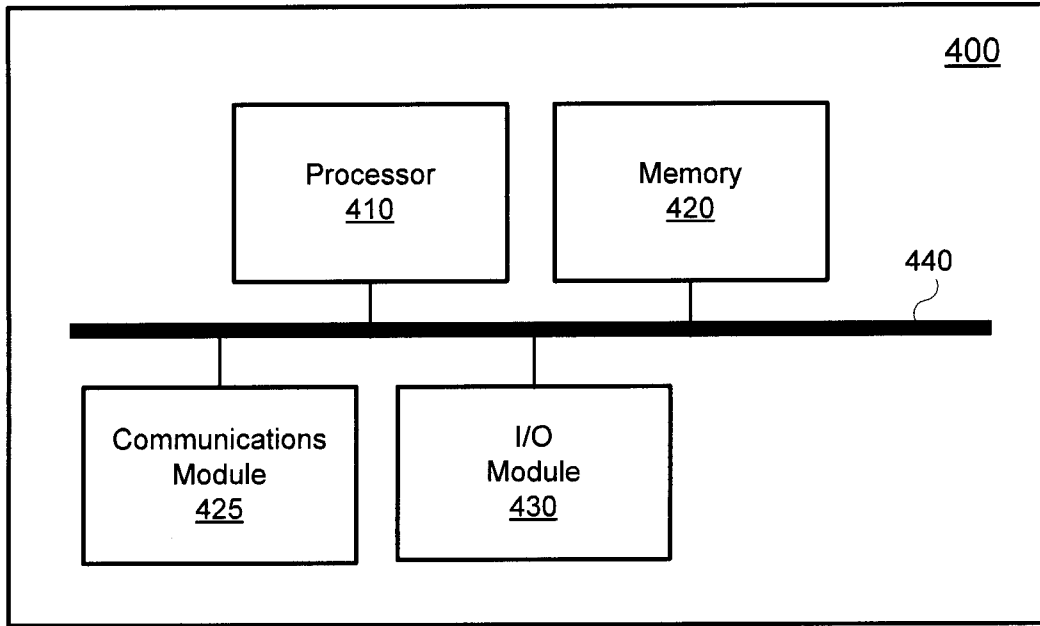 400
Processor
410
Memory
420
440
Communications
Module
425
I/O
Module
430